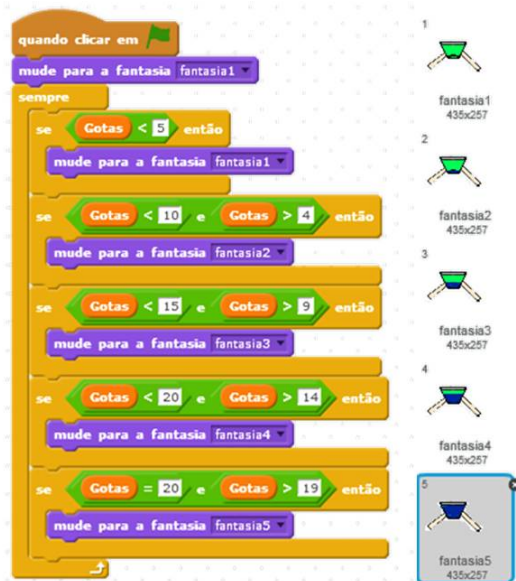 quando clicar em
mude para a fantasia fantasia1
sempre
se Gotas < 5 então
mude para a fantasia fantasia1
se Gotas < 10 e Gotas > 4 então
mude para a fantasia fantasia2
se Gotas < 15 e Gotas > 9 então
mude para a fantasia fantasia3
se Gotas < 20 e Gotas > 14 então
mude para a fantasia fantasia4
se Gotas = 20 e Gotas > 19 então
mude para a fantasia fantasia5
1
fantasia1
435x257
2
fantasia2
435x257
3
fantasia3
435x257
4
fantasia4
435x257
5
fantasia5
435x257